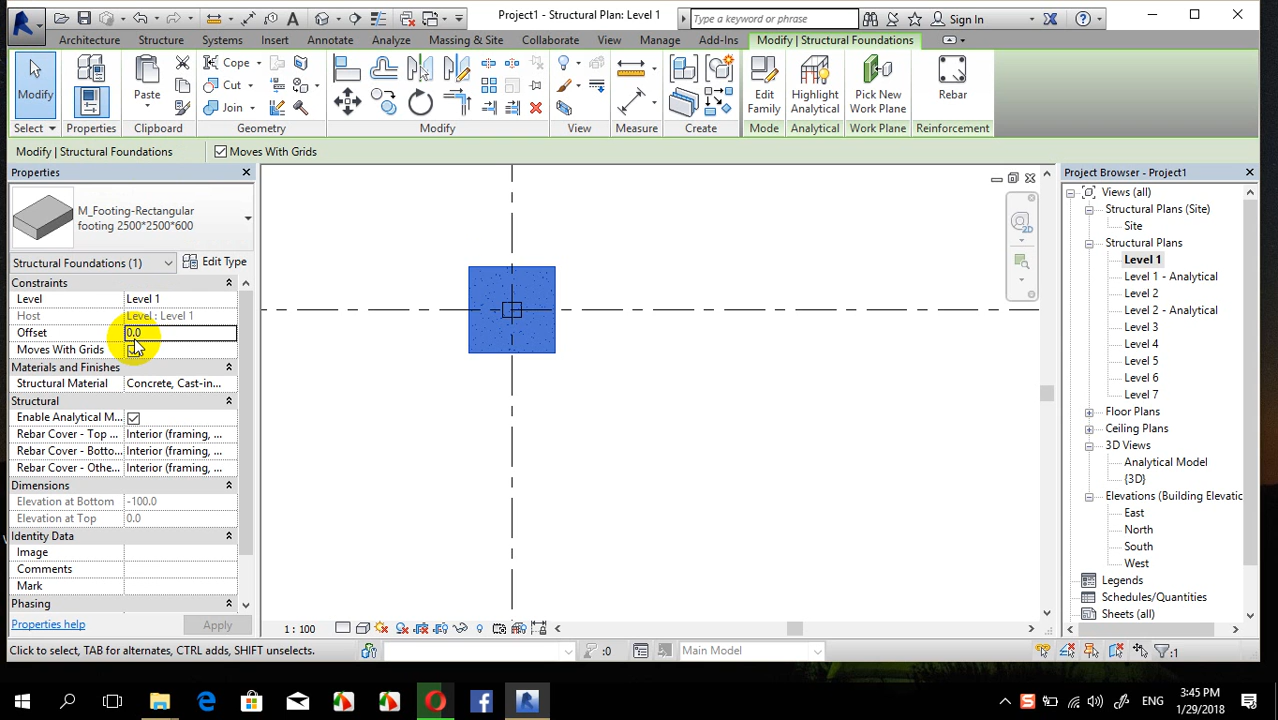 Project1 - Structural Plan: Level 1
Type a keyword or phrase
Sign In
Architecture
Structure
Systems
Insert
Annotate
Analyze
Massing & Site
Collaborate
View
Manage
Add-Ins
Modify | Structural Foundations
Modify
Paste
Cope
Cut
Join
Edit Family
Highlight Analytical
Pick New Work Plane
Rebar
Select
Properties
Clipboard
Geometry
Modify
View
Measure
Create
Mode
Analytical
Work Plane
Reinforcement
Modify | Structural Foundations
Moves With Grids
Properties
M_Footing-Rectangular
footing 2500*2500*600
Structural Foundations (1)
Edit Type
Constraints
Level Level 1
Host Level : Level 1
Offset 0.0
Moves With Grids
Materials and Finishes
Structural Material Concrete, Cast-in...
Structural
Enable Analytical M...
Rebar Cover - Top ... Interior (framing, ...
Rebar Cover - Botto... Interior (framing, ...
Rebar Cover - Othe... Interior (framing, ...
Dimensions
Elevation at Bottom -100.0
Elevation at Top 0.0
Identity Data
Image
Comments
Mark
Phasing
Properties help
Apply
2D
1 : 100
Project Browser - Project1
Views (all)
Structural Plans (Site)
Site
Structural Plans
Level 1
Level 1 - Analytical
Level 2
Level 2 - Analytical
Level 3
Level 4
Level 5
Level 6
Level 7
Floor Plans
Ceiling Plans
3D Views
Analytical Model
{3D}
Elevations (Building Elevatic
East
North
South
West
Legends
Schedules/Quantities
Sheets (all)
Click to select, TAB for alternates, CTRL adds, SHIFT unselects.
:0
Main Model
:1
ENG
3:45 PM
1/29/2018